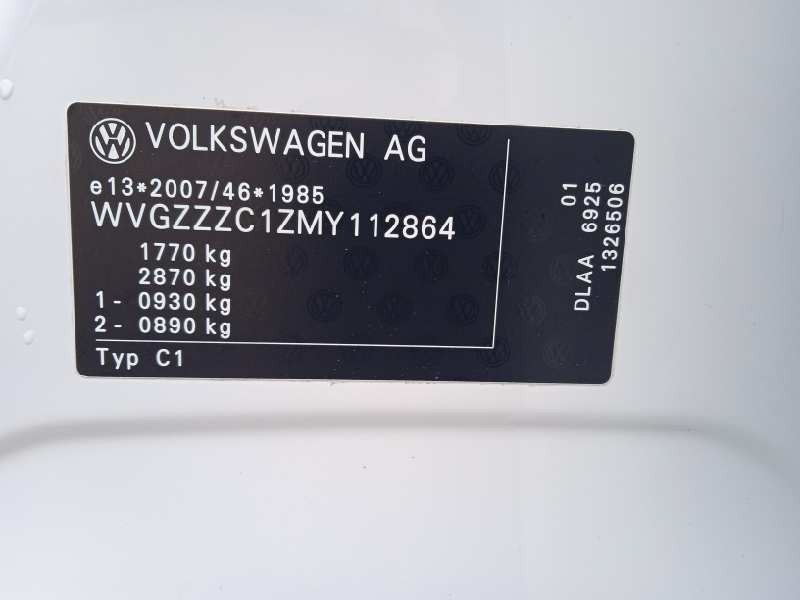 VOLKSWAGEN AG
e13*2007/46*1985
WVGZZZC1ZMY112864
1770 kg
2870 kg
1 - 0930 kg
2 - 0890 kg
Typ C1
01
DLAA 6925
1326506